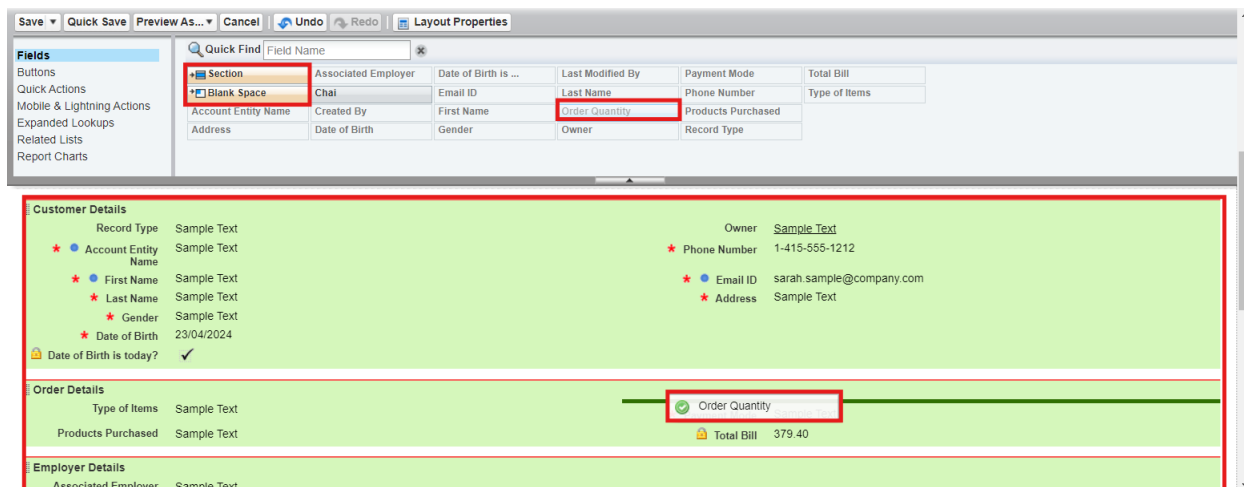 Save Quick Save Preview As... Cancel Undo Redo Layout Properties
Fields
Buttons
Quick Actions
Mobile & Lightning Actions
Expanded Lookups
Related Lists
Report Charts
Quick Find Field Name
Section Associated Employer Date of Birth is ... Last Modified By Payment Mode Total Bill
Blank Space Chai Email ID Last Name Phone Number Type of Items
Account Entity Name Created By First Name Order Quantity Products Purchased
Address Date of Birth Gender Owner Record Type
Customer Details
Record Type Sample Text Owner Sample Text
* Account Entity Name Sample Text * Phone Number 1-415-555-1212
* First Name Sample Text * Email ID sarah.sample@company.com
* Last Name Sample Text * Address Sample Text
* Gender Sample Text
* Date of Birth 23/04/2024
Date of Birth is today?
Order Details
Type of Items Sample Text Order Quantity Sample Text
Products Purchased Sample Text Total Bill 379.40
Employer Details
Associated Employer Sample Text